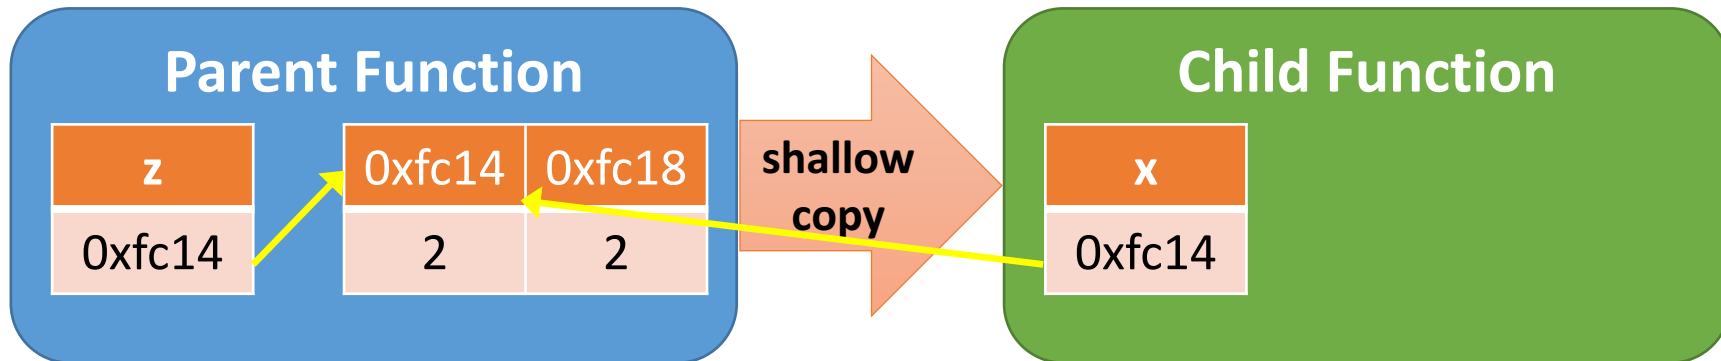 Parent Function
z
0xfc14
0xfc14 0xfc18
2 2
shallow
copy
Child Function
x
0xfc14